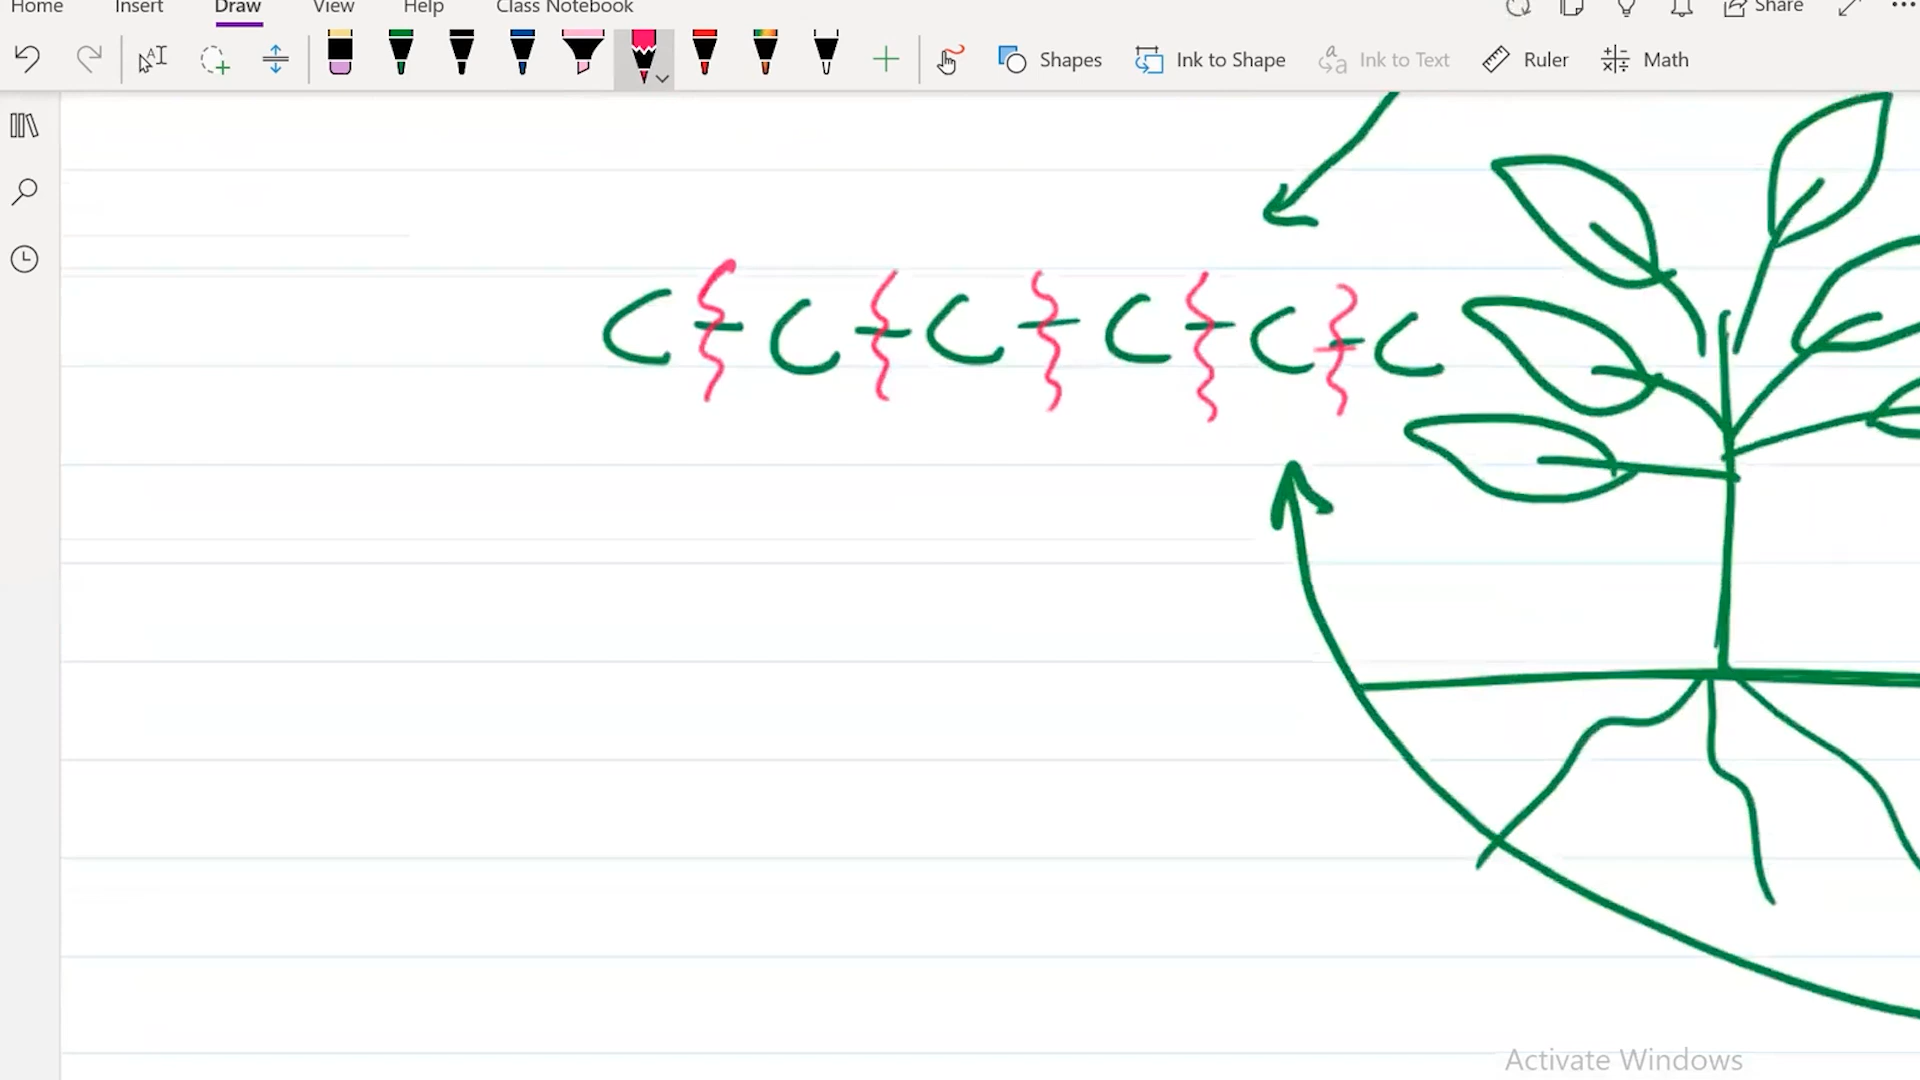 Home Insert Draw View Help Class Notebook Share
Shapes Ink to Shape Ink to Text Ruler Math
C - C - C - C - C - C
Activate Windows